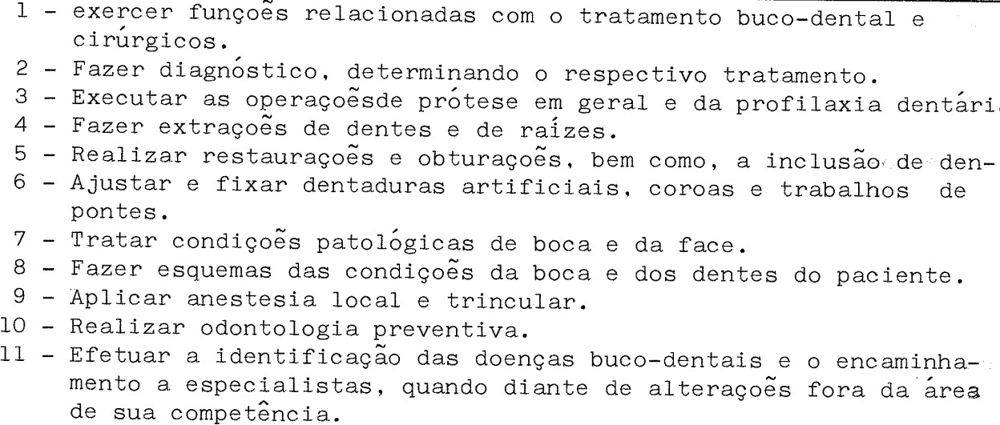 1 - exercer funçoẽs relacionadas com o tratamento buco-dental e
cirúrgicos.
2 - Fazer diagnóstico, determinando o respectivo tratamento.
3 - Executar as operaçoẽsde prótese em geral e da profilaxia dentári
4 - Fazer extraçoẽs de dentes e de raízes.
5 - Realizar restauraçoẽs e obturaçoẽs, bem como, a inclusão de den-
6 - Ajustar e fixar dentaduras artificiais, coroas e trabalhos de
pontes.
7 - Tratar condiçoẽs patológicas de boca e da face.
8 - Fazer esquemas das condiçoẽs da boca e dos dentes do paciente.
9 - Aplicar anestesia local e trincular.
10 - Realizar odontologia preventiva.
11 - Efetuar a identificação das doenças buco-dentais e o encaminha-
mento a especialistas, quando diante de alteraçoẽs fora da área
de sua competência.